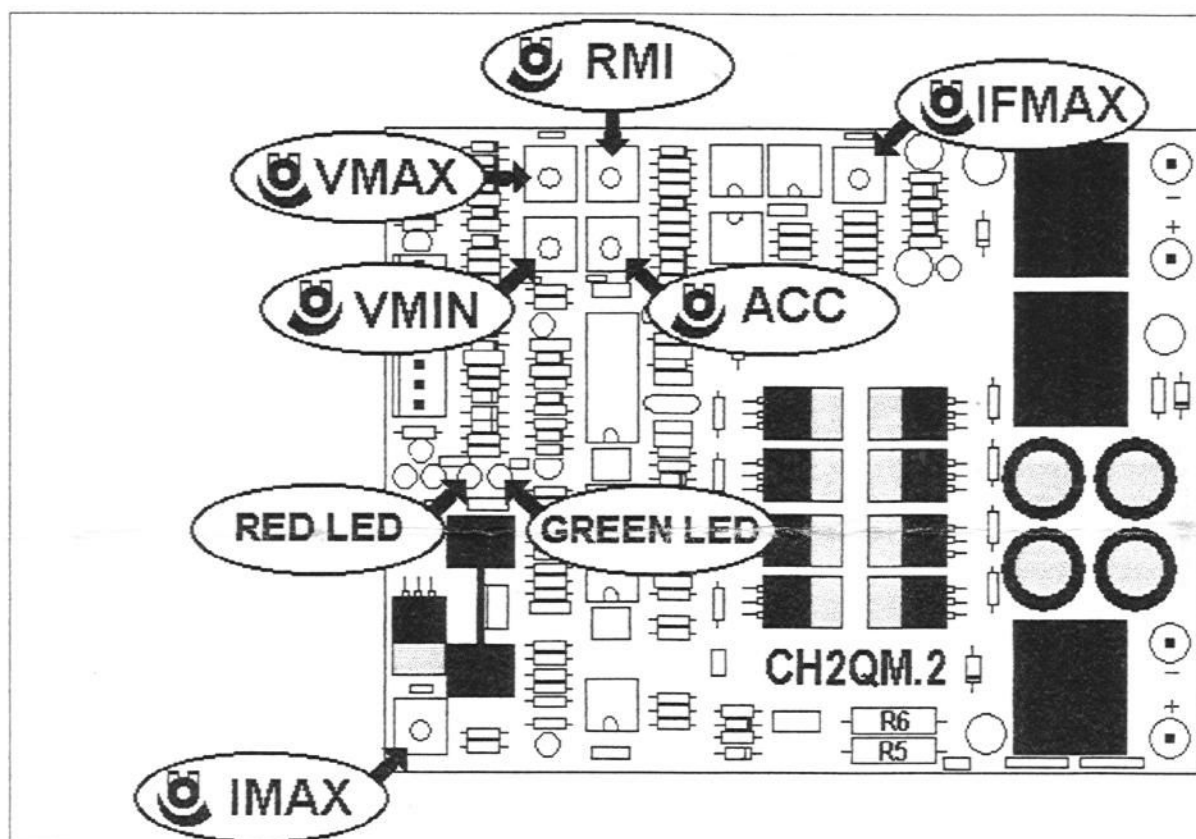 RMI
IFMAX
VMAX
VMIN
ACC
-
+
RED LED
GREEN LED
CH2QM.2
-
+
R6
R5
IMAX